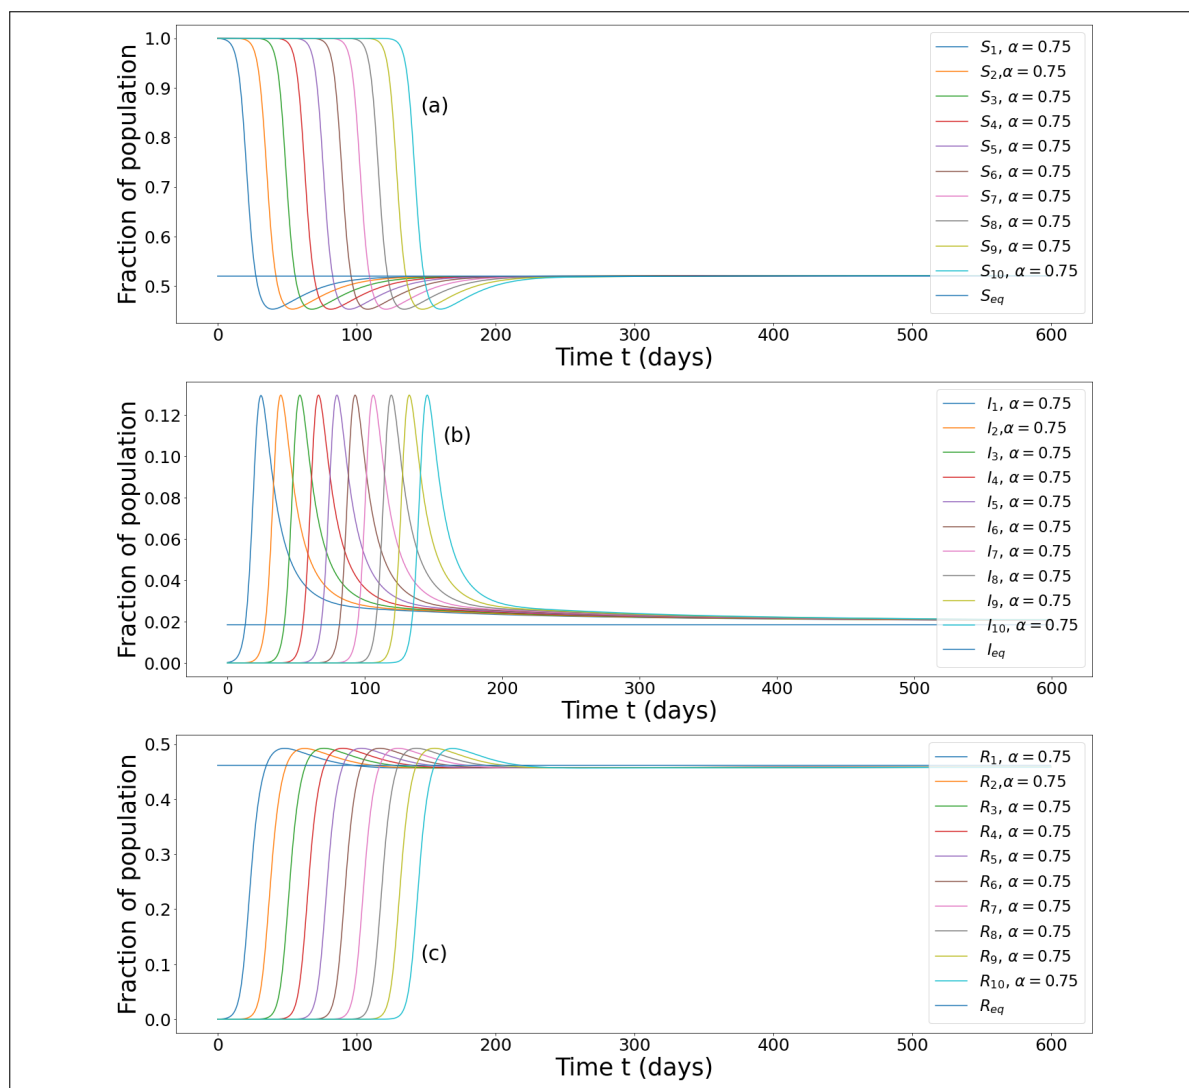 Fraction of population
1.0
0.9
0.8
0.7
0.6
0.5
(a)
S₁, α = 0.75
S₂,α = 0.75
S₃, α = 0.75
S₄, α = 0.75
S₅, α = 0.75
S₆, α = 0.75
S₇, α = 0.75
S₈, α = 0.75
S₉, α = 0.75
S₁₀, α = 0.75
S_eq
0 100 200 300 400 500 600
Time t (days)
Fraction of population
0.12
0.10
0.08
0.06
0.04
0.02
0.00
(b)
I₁, α = 0.75
I₂,α = 0.75
I₃, α = 0.75
I₄, α = 0.75
I₅, α = 0.75
I₆, α = 0.75
I₇, α = 0.75
I₈, α = 0.75
I₉, α = 0.75
I₁₀, α = 0.75
I_eq
0 100 200 300 400 500 600
Time t (days)
Fraction of population
0.5
0.4
0.3
0.2
0.1
0.0
(c)
R₁, α = 0.75
R₂,α = 0.75
R₃, α = 0.75
R₄, α = 0.75
R₅, α = 0.75
R₆, α = 0.75
R₇, α = 0.75
R₈, α = 0.75
R₉, α = 0.75
R₁₀, α = 0.75
R_eq
0 100 200 300 400 500 600
Time t (days)